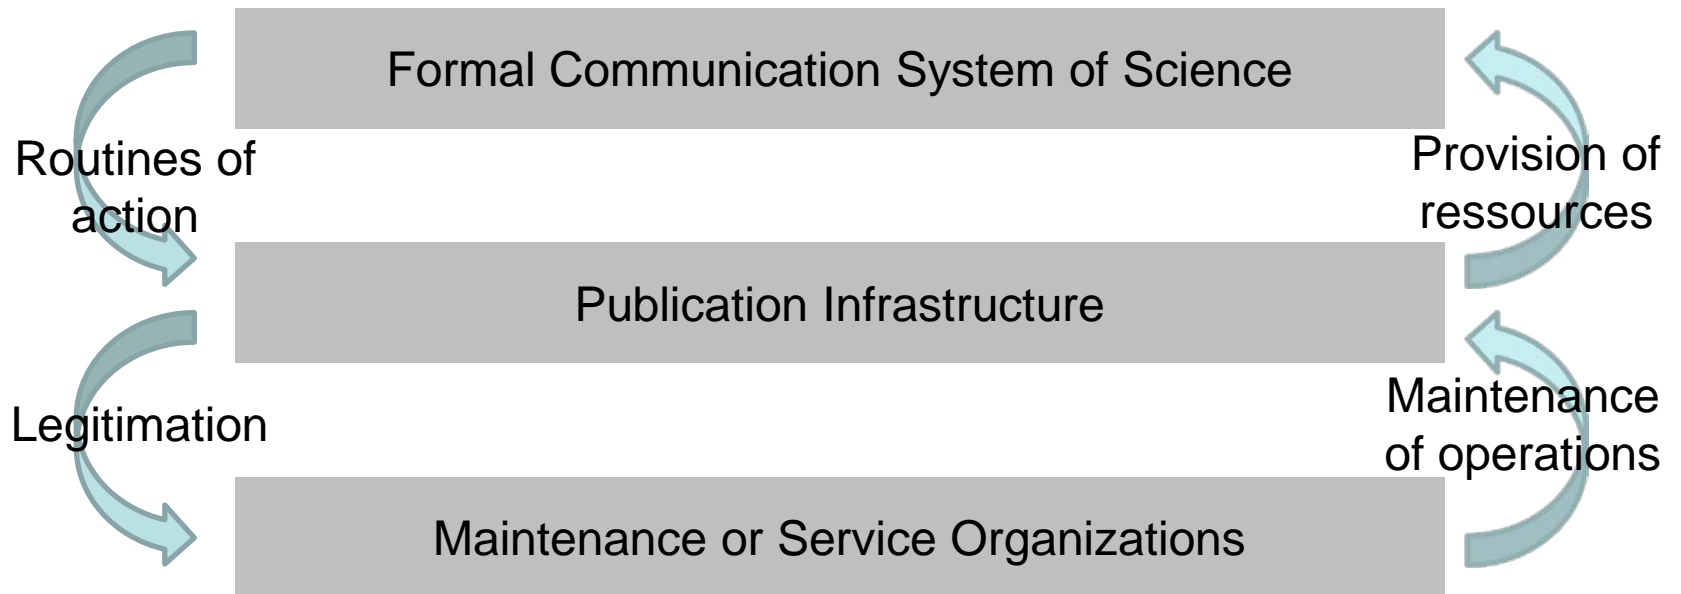 Formal Communication System of Science
Routines of
action
Provision of
ressources
Publication Infrastructure
Legitimation
Maintenance
of operations
Maintenance or Service Organizations